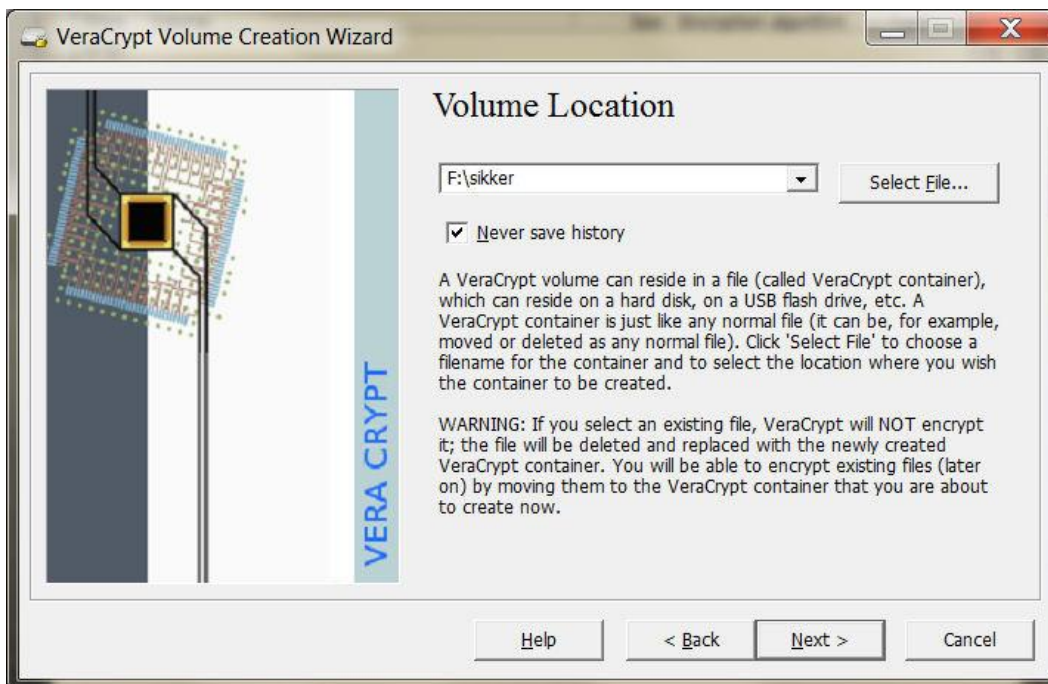 VeraCrypt Volume Creation Wizard
Volume Location
F:\sikker
Select File...
Never save history
A VeraCrypt volume can reside in a file (called VeraCrypt container),
which can reside on a hard disk, on a USB flash drive, etc. A
VeraCrypt container is just like any normal file (it can be, for example,
moved or deleted as any normal file). Click 'Select File' to choose a
filename for the container and to select the location where you wish
the container to be created.
WARNING: If you select an existing file, VeraCrypt will NOT encrypt
it; the file will be deleted and replaced with the newly created
VeraCrypt container. You will be able to encrypt existing files (later
on) by moving them to the VeraCrypt container that you are about
to create now.
VERA CRYPT
Help
< Back
Next >
Cancel